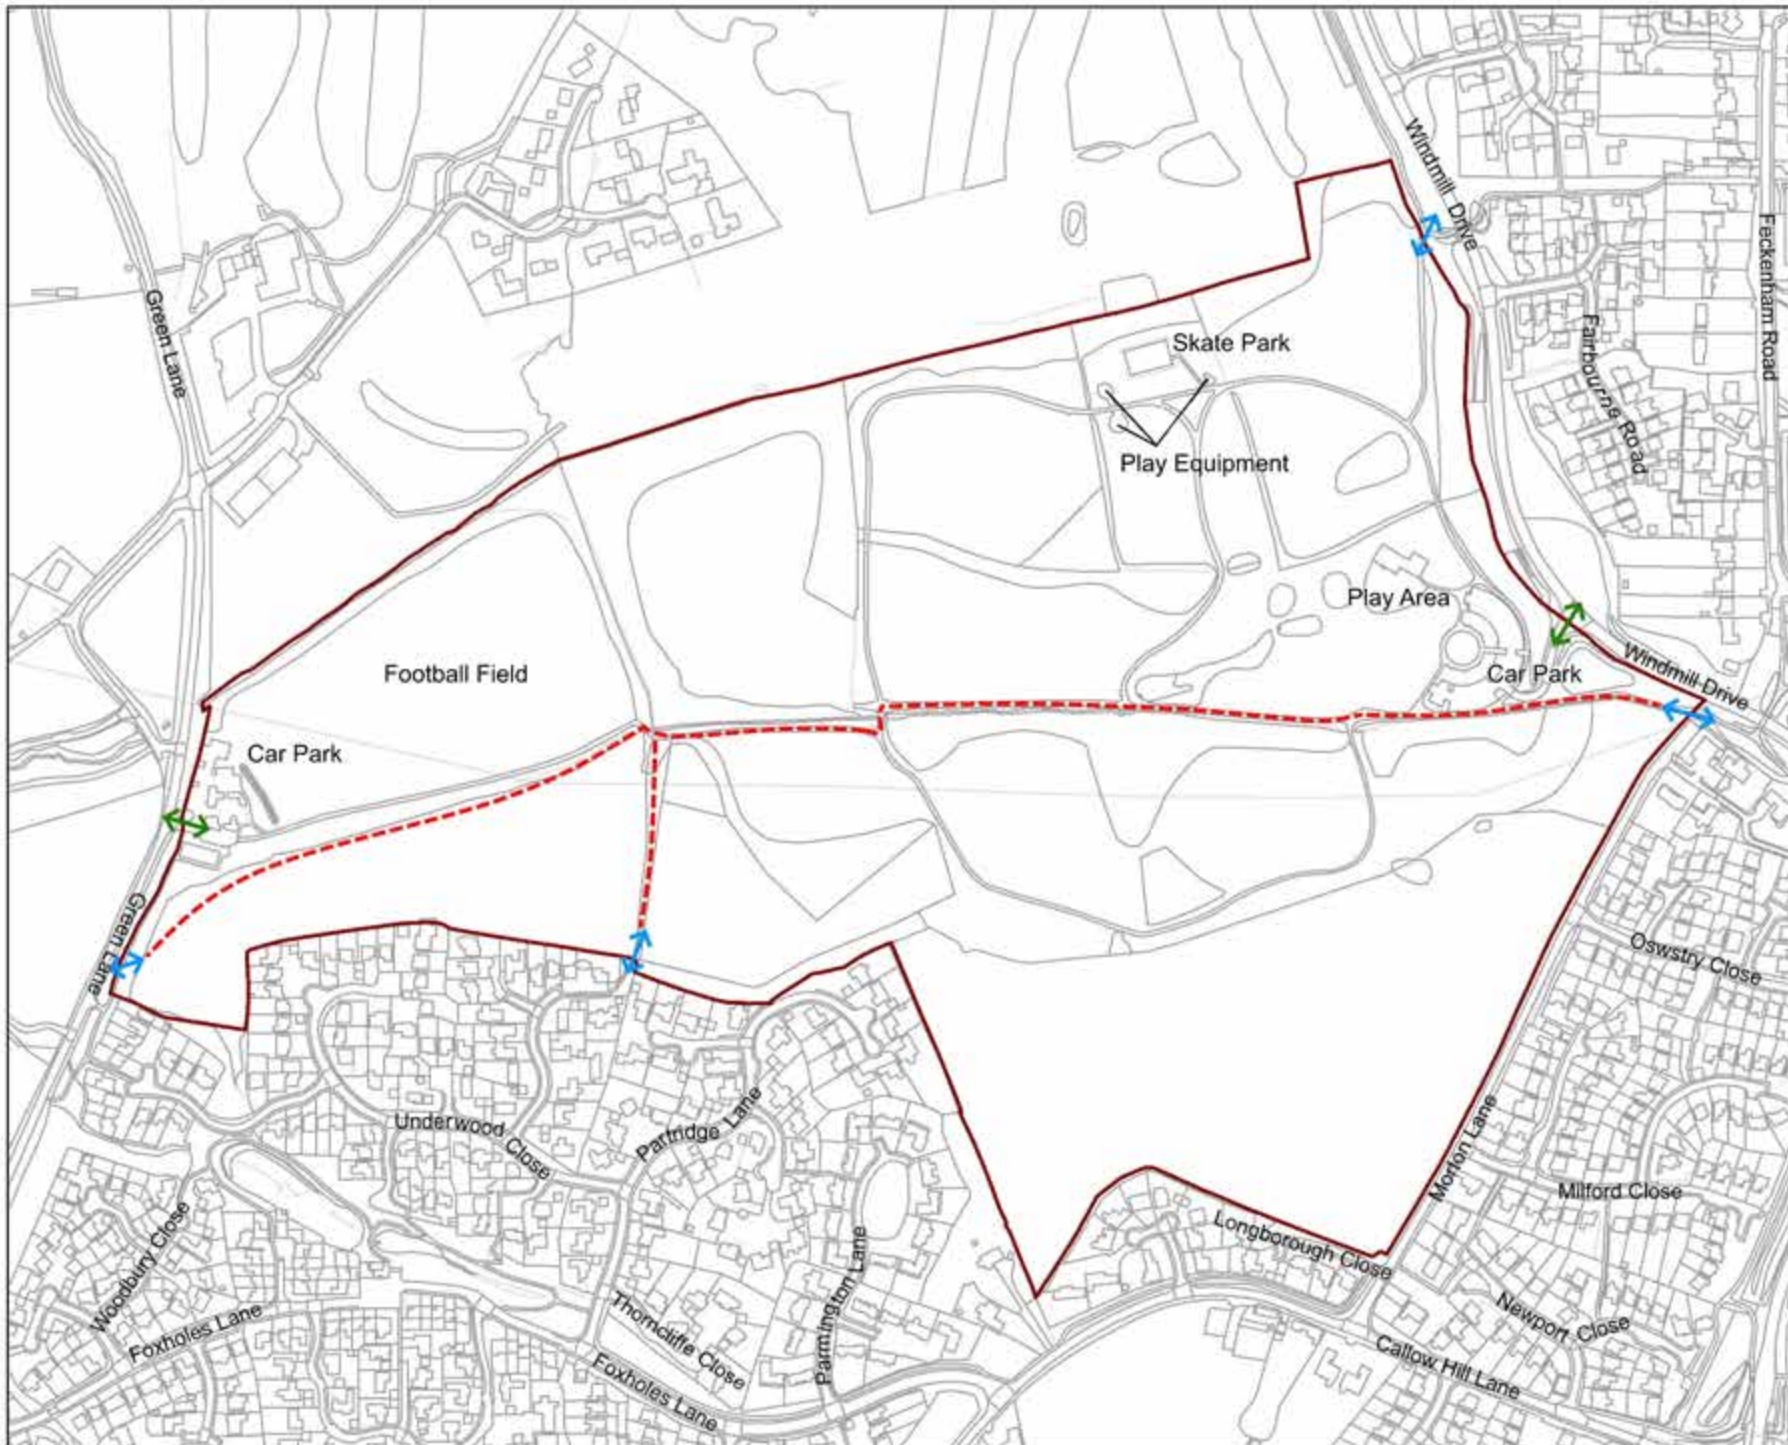 Windmill Drive
Feckenham Road
Green Lane
Skate Park
Fairbourne Road
Play Equipment
Play Area
Football Field
Car Park
Windmill Drive
Car Park
Green Lane
Oswstry Close
Underwood Close
Partridge Lane
Morton Lane
Milford Close
Woodbury Close
Longborough Close
Parmington Lane
Foxholes Lane
Thorncliffe Close
Newport Close
Callow Hill Lane
Foxholes Lane